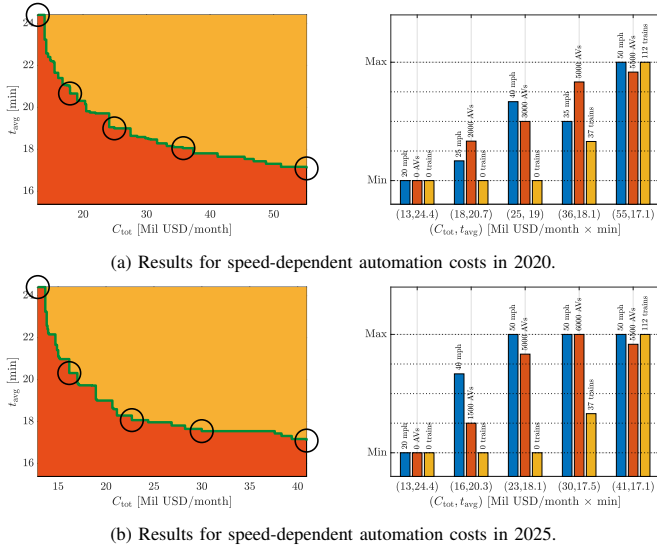 24
22
20
18
16
t_avg [min]
20
30
40
50
C_tot [Mil USD/month]
Max
Min
20 mph
0 AVs
0 trains
25 mph
2000 AVs
0 trains
40 mph
3000 AVs
0 trains
35 mph
5000 AVs
37 trains
50 mph
5500 AVs
112 trains
(13,24.4) (18,20.7) (25, 19) (36,18.1) (55,17.1)
(C_tot, t_avg) [Mil USD/month × min]
(a) Results for speed-dependent automation costs in 2020.
24
22
20
18
16
t_avg [min]
15
20
25
30
35
40
C_tot [Mil USD/month]
Max
Min
20 mph
0 AVs
0 trains
40 mph
1500 AVs
0 trains
50 mph
5000 AVs
0 trains
50 mph
6000 AVs
37 trains
50 mph
5500 AVs
112 trains
(13,24.4) (16,20.3) (23,18.1) (30,17.5) (41,17.1)
(C_tot, t_avg) [Mil USD/month × min]
(b) Results for speed-dependent automation costs in 2025.